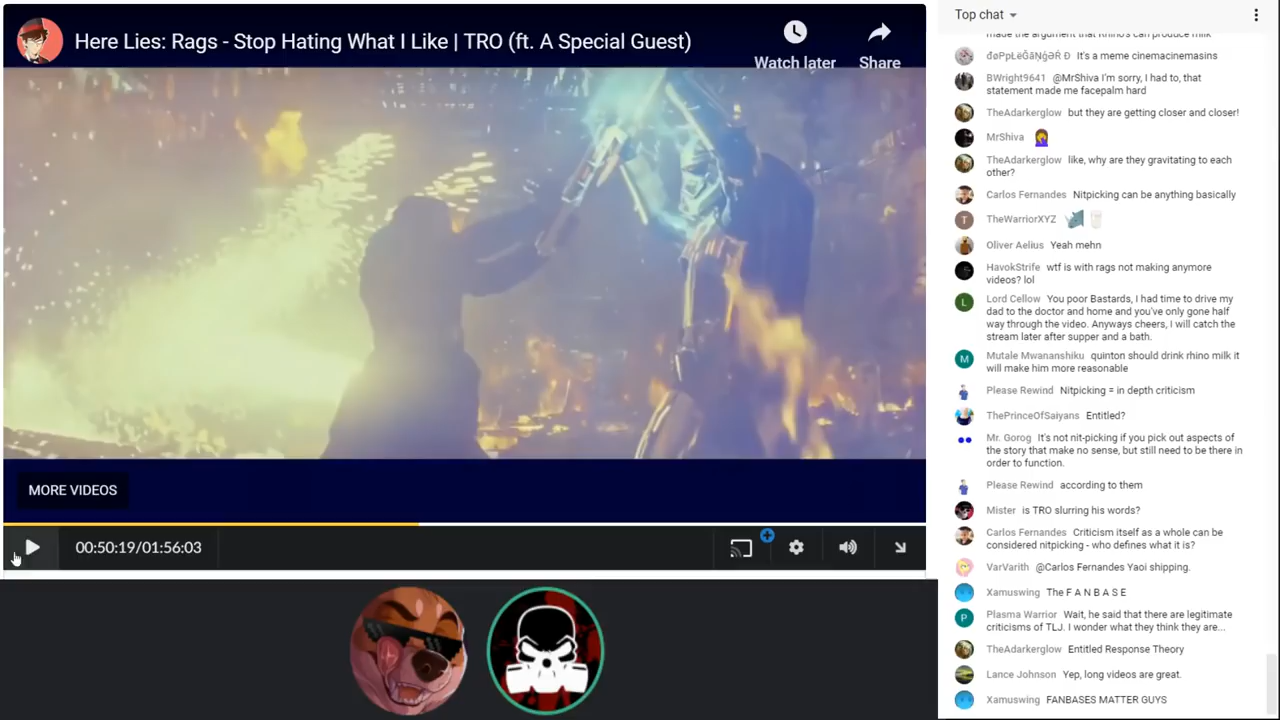 Here Lies: Rags - Stop Hating What I Like | TRO (ft. A Special Guest)
Watch later
Share
MORE VIDEOS
00:50:19/01:56:03
Top chat
made the argument that Rhino's can produce milk
It's a meme cinemacinemasins
BWright9641 @MrShiva I'm sorry, I had to, that
statement made me facepalm hard
TheAdarkerglow but they are getting closer and closer!
MrShiva
TheAdarkerglow like, why are they gravitating to each
other?
Carlos Fernandes Nitpicking can be anything basically
T TheWarriorXYZ
Oliver Aelius Yeah mehn
HavokStrife wtf is with rags not making anymore
videos? lol
L Lord Cellow You poor Bastards, I had time to drive my
dad to the doctor and home and you've only gone half
way through the video. Anyways cheers, I will catch the
stream later after supper and a bath.
M Mutale Mwananshiku quinton should drink rhino milk it
will make him more reasonable
Please Rewind Nitpicking = in depth criticism
ThePrinceOfSaiyans Entitled?
Mr. Gorog It's not nit-picking if you pick out aspects of
the story that make no sense, but still need to be there in
order to function.
Please Rewind according to them
Mister is TRO slurring his words?
Carlos Fernandes Criticism itself as a whole can be
considered nitpicking - who defines what it is?
VarVarith @Carlos Fernandes Yaoi shipping.
Xamuswing The F A N B A S E
P Plasma Warrior Wait, he said that there are legitimate
criticisms of TLJ. I wonder what they think they are...
TheAdarkerglow Entitled Response Theory
Lance Johnson Yep, long videos are great.
Xamuswing FANBASES MATTER GUYS